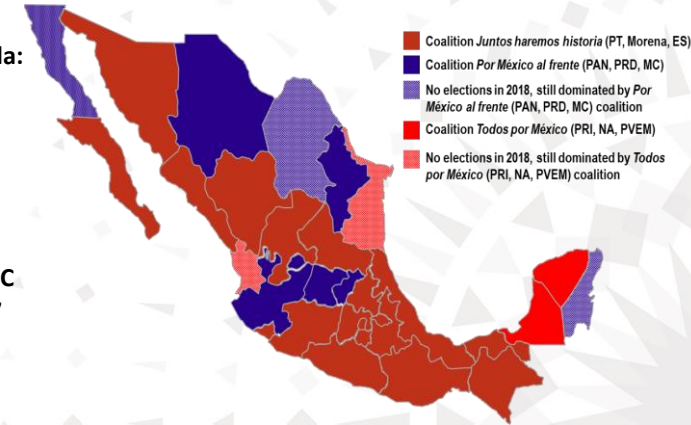 da:
C
Coalition Juntos haremos historia (PT, Morena, ES)
Coalition Por México al frente (PAN, PRD, MC)
No elections in 2018, still dominated by Por
México al frente (PAN, PRD, MC) coalition
Coalition Todos por México (PRI, NA, PVEM)
No elections in 2018, still dominated by Todos
por México (PRI, NA, PVEM) coalition